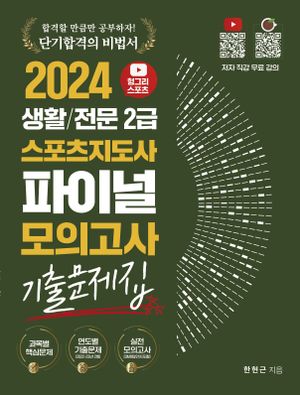 합격할 만큼만 공부하자!
단기합격의 비법서
저자 직강 무료 강의
2024
헝그리
스포츠
생활/전문 2급
스포츠지도사
파이널
모의고사
기출문제집
과목별
핵심문제
연도별
기출문제
실전
모의고사
한현근 지음